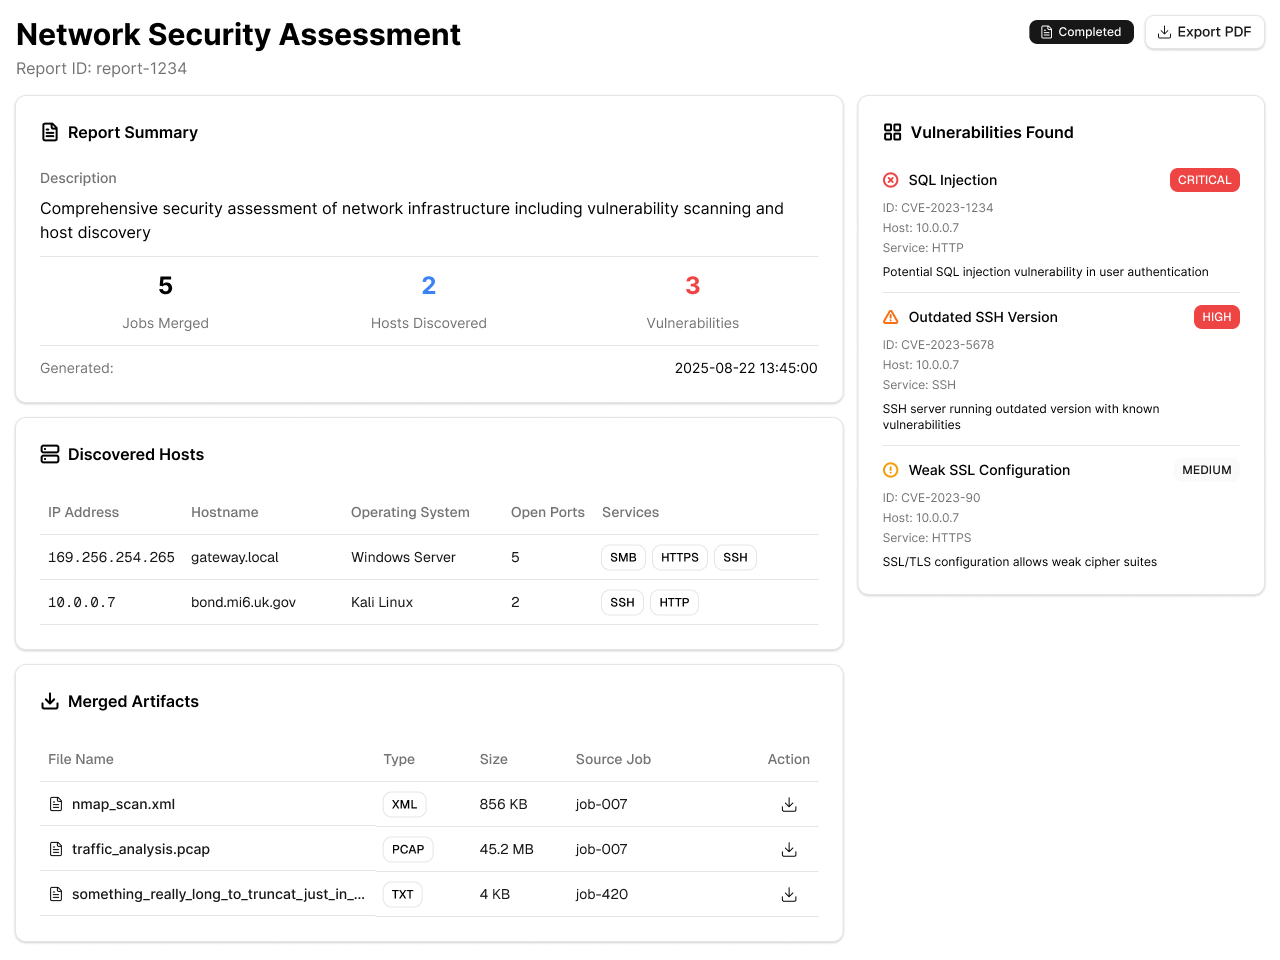 Network Security Assessment
Report ID: report-1234
Completed
Export PDF
Report Summary
Description
Comprehensive security assessment of network infrastructure including vulnerability scanning and
host discovery
5 2 3
Jobs Merged Hosts Discovered Vulnerabilities
Generated: 2025-08-22 13:45:00
Discovered Hosts
IP Address Hostname Operating System Open Ports Services
169.256.254.265 gateway.local Windows Server 5 SMB HTTPS SSH
10.0.0.7 bond.mi6.uk.gov Kali Linux 2 SSH HTTP
Merged Artifacts
File Name Type Size Source Job Action
nmap_scan.xml XML 856 KB job-007
traffic_analysis.pcap PCAP 45.2 MB job-007
something_really_long_to_truncat_just_in_... TXT 4 KB job-420
Vulnerabilities Found
SQL Injection CRITICAL
ID: CVE-2023-1234
Host: 10.0.0.7
Service: HTTP
Potential SQL injection vulnerability in user authentication
Outdated SSH Version HIGH
ID: CVE-2023-5678
Host: 10.0.0.7
Service: SSH
SSH server running outdated version with known
vulnerabilities
Weak SSL Configuration MEDIUM
ID: CVE-2023-90
Host: 10.0.0.7
Service: HTTPS
SSL/TLS configuration allows weak cipher suites